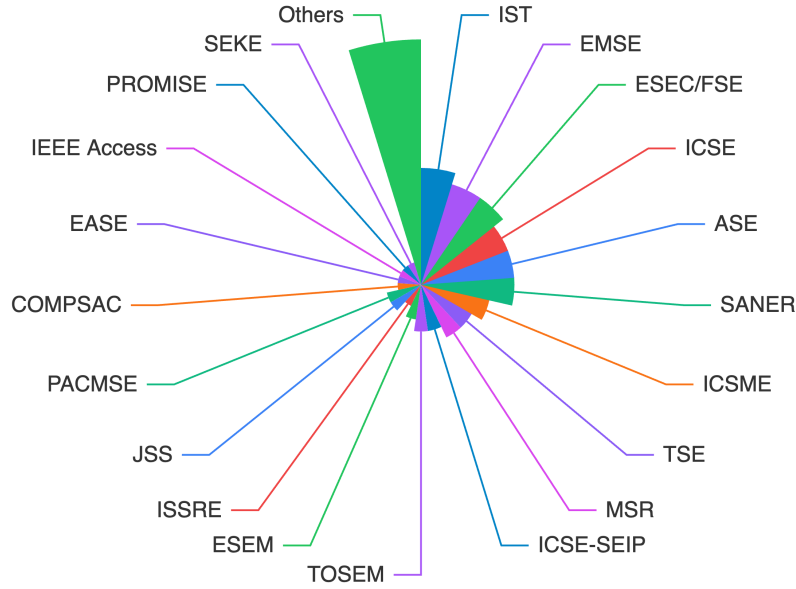 Others
IST
SEKE
EMSE
PROMISE
ESEC/FSE
IEEE Access
ICSE
EASE
ASE
COMPSAC
SANER
PACMSE
ICSME
JSS
TSE
ISSRE
MSR
ESEM
ICSE-SEIP
TOSEM